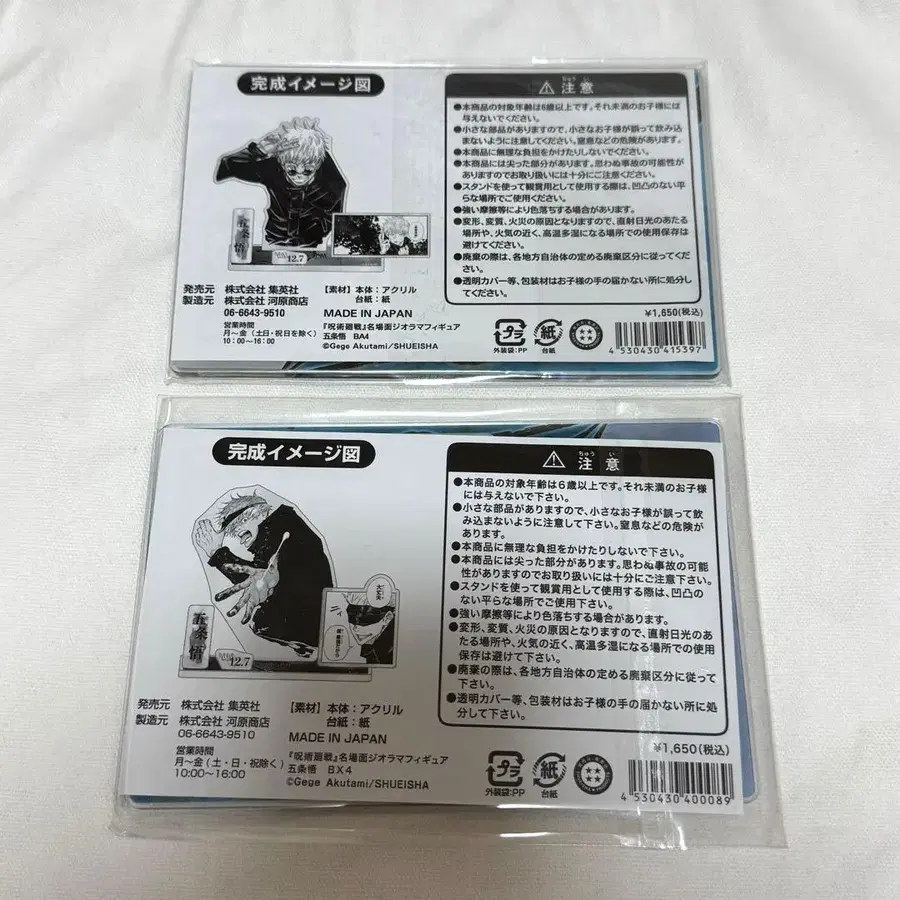 完成イメージ図
五条悟
12.7
発売元 株式会社 集英社
製造元 株式会社 河原商店
06-6643-9510
営業時間
月～金（土日・祝日を除く）
10：00～16：00
【素材】本体：アクリル
台紙：紙
MADE IN JAPAN
『呪術廻戦』名場面ジオラマフィギュア
五条悟 BA4
©Gege Akutami/SHUEISHA
⚠ 注意
ちゅう い
●本商品の対象年齢は6歳以上です。それ未満のお子様には
与えないでください。
●小さな部品がありますので、小さなお子様が誤って飲み込
まないように注意してください。窒息などの危険があります。
●本商品に無理な負担をかけたりしないでください。
●本商品には尖った部分があります。思わぬ事故の可能性が
ありますのでお取り扱いには十分にご注意ください。
●スタンドを使って観賞用として使用する際は、凹凸のない平
らな場所でご使用ください。
●強い摩擦等により色落ちする場合があります。
●変形、変質、火災の原因となりますので、直射日光のあたる
場所や、火気の近く、高温多湿になる場所での使用保存は
避けてください。
●廃棄の際は、各地方自治体の定める廃棄区分に従ってください。
●透明カバー等、包装材はお子様の手の届かない所に処分し
てください。
¥1,650(税込)
プラ
外装袋:PP
紙
台紙
4 530430 415397
完成イメージ図
五条悟
12.7
大丈夫
発売元 株式会社 集英社
製造元 株式会社 河原商店
06-6643-9510
営業時間
月～金（土・日・祝除く）
10:00～16:00
【素材】本体：アクリル
台紙：紙
MADE IN JAPAN
『呪術廻戦』名場面ジオラマフィギュア
五条悟 BX4
©Gege Akutami/SHUEISHA
⚠ 注意
ちゅう い
●本商品の対象年齢は6歳以上です。それ未満のお子様
には与えないで下さい。
●小さな部品がありますので、小さなお子様が誤って飲
み込まないように注意して下さい。窒息などの危険が
あります。
●本商品に無理な負担をかけたりしないで下さい。
●本商品には尖った部分があります。思わぬ事故の可能
性がありますのでお取り扱いには十分にご注意下さい。
●スタンドを使って観賞用として使用する際は、凹凸の
ない平らな場所でご使用下さい。
●強い摩擦等により色落ちする場合があります。
●変形、変質、火災の原因となりますので、直射日光のあ
たる場所や、火気の近く、高温多湿になる場所での使用
保存は避けて下さい。
●廃棄の際は、各地方自治体の定める廃棄区分に従って
下さい。
●透明カバー等、包装材はお子様の手の届かない所に処
分して下さい。
¥1,650(税込)
プラ
外装袋:PP
紙
台紙
4 530430 400089